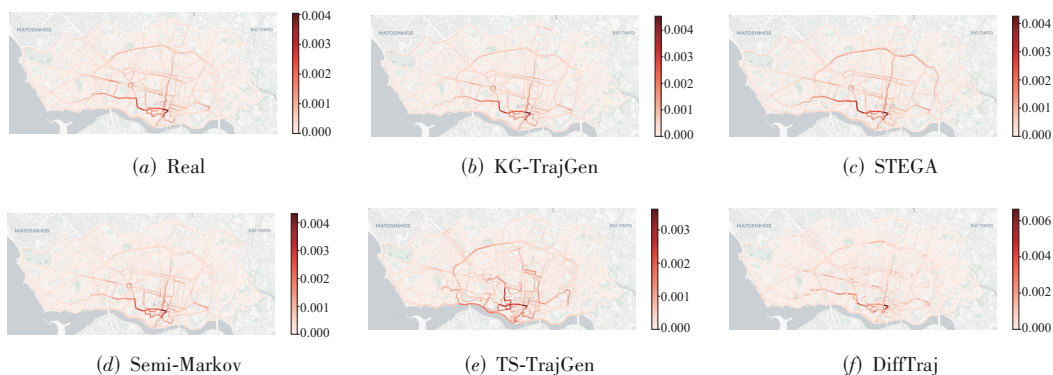 MATOSINHOS
RIO TINTO
0.004
0.003
0.002
0.001
0.000
MATOSINHOS
RIO TINTO
0.004
0.003
0.002
0.001
0.000
MATOSINHOS
RIO TINTO
0.004
0.003
0.002
0.001
0.000
(a) Real
(b) KG-TrajGen
(c) STEGA
MATOSINHOS
RIO TINTO
0.004
0.003
0.002
0.001
0.000
MATOSINHOS
RIO TINTO
0.003
0.002
0.001
0.000
MATOSINHOS
RIO TINTO
0.006
0.004
0.002
0.000
(d) Semi-Markov
(e) TS-TrajGen
(f) DiffTraj